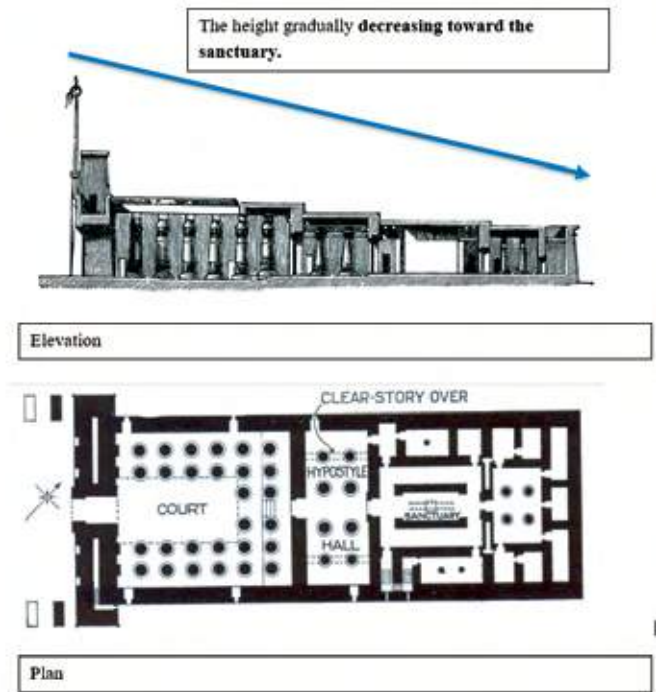 The height gradually decreasing toward the
sanctuary.
Elevation
CLEAR-STORY OVER
HYPOSTYLE
COURT
SANCTUARY
HALL
Plan